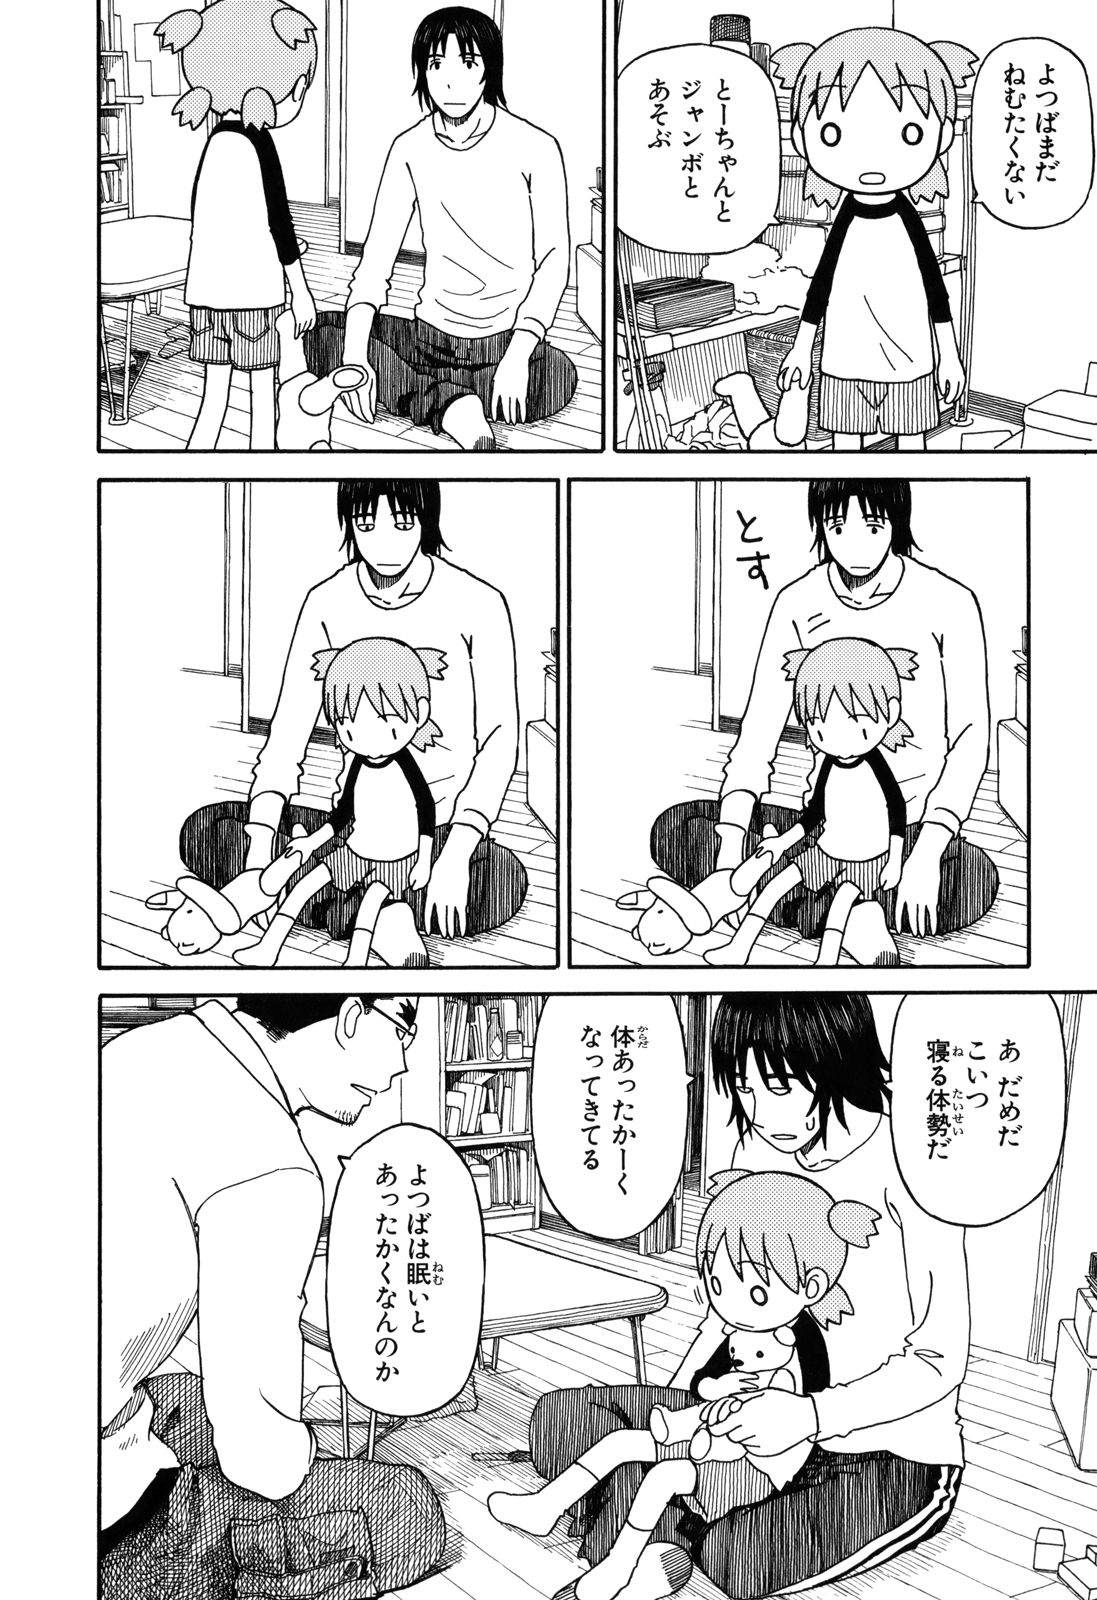 よつばまだ
ねむたくない
とーちゃんと
ジャンボと
あそぶ
とす
あ だめだ
こいつ
寝る体勢だ
体あったかーく
なってきてる
よつばは眠いと
あったかくなんのか